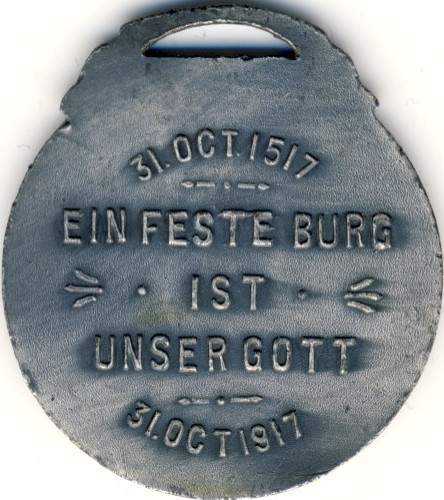 31. OCT. 1517
EIN FESTE BURG
· IST ·
UNSER GOTT
31. OCT 1917